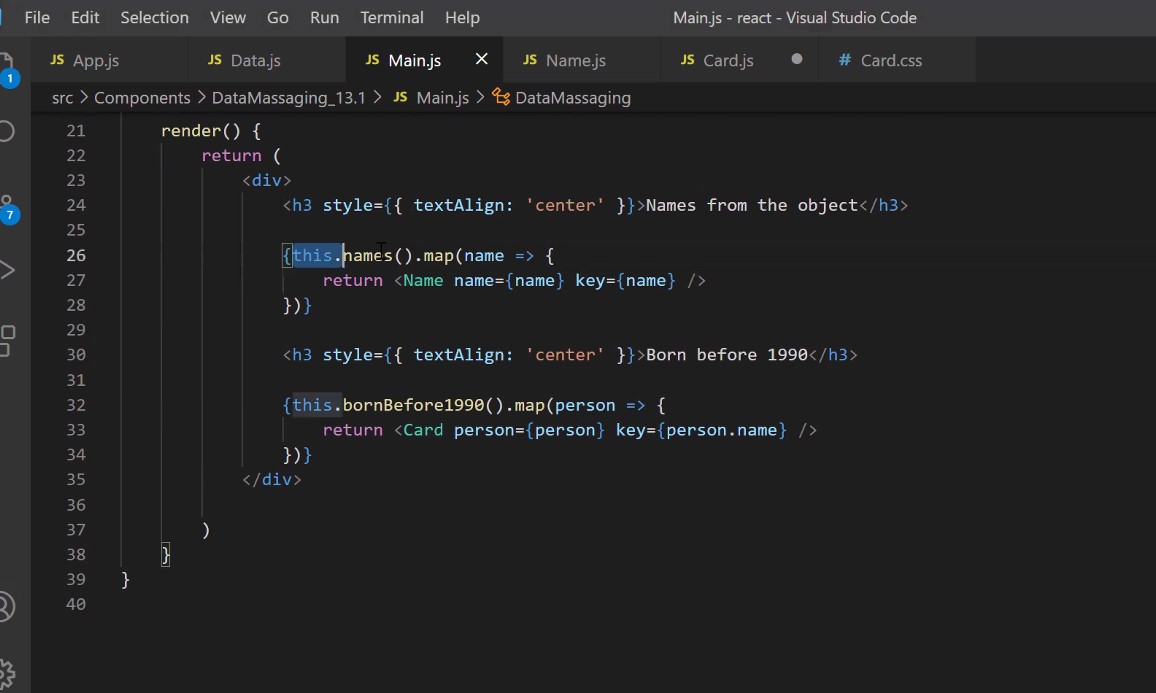 File Edit Selection View Go Run Terminal Help Main.js - react - Visual Studio Code
JS App.js JS Data.js JS Main.js × JS Name.js JS Card.js # Card.css
src > Components > DataMassaging_13.1 > JS Main.js > DataMassaging
1
7
21 render() {
22 return (
23 <div>
24 <h3 style={{ textAlign: 'center' }}>Names from the object</h3>
25
26 {this.names().map(name => {
27 return <Name name={name} key={name} />
28 })}
29
30 <h3 style={{ textAlign: 'center' }}>Born before 1990</h3>
31
32 {this.bornBefore1990().map(person => {
33 return <Card person={person} key={person.name} />
34 })}
35 </div>
36
37 )
38 }
39 }
40